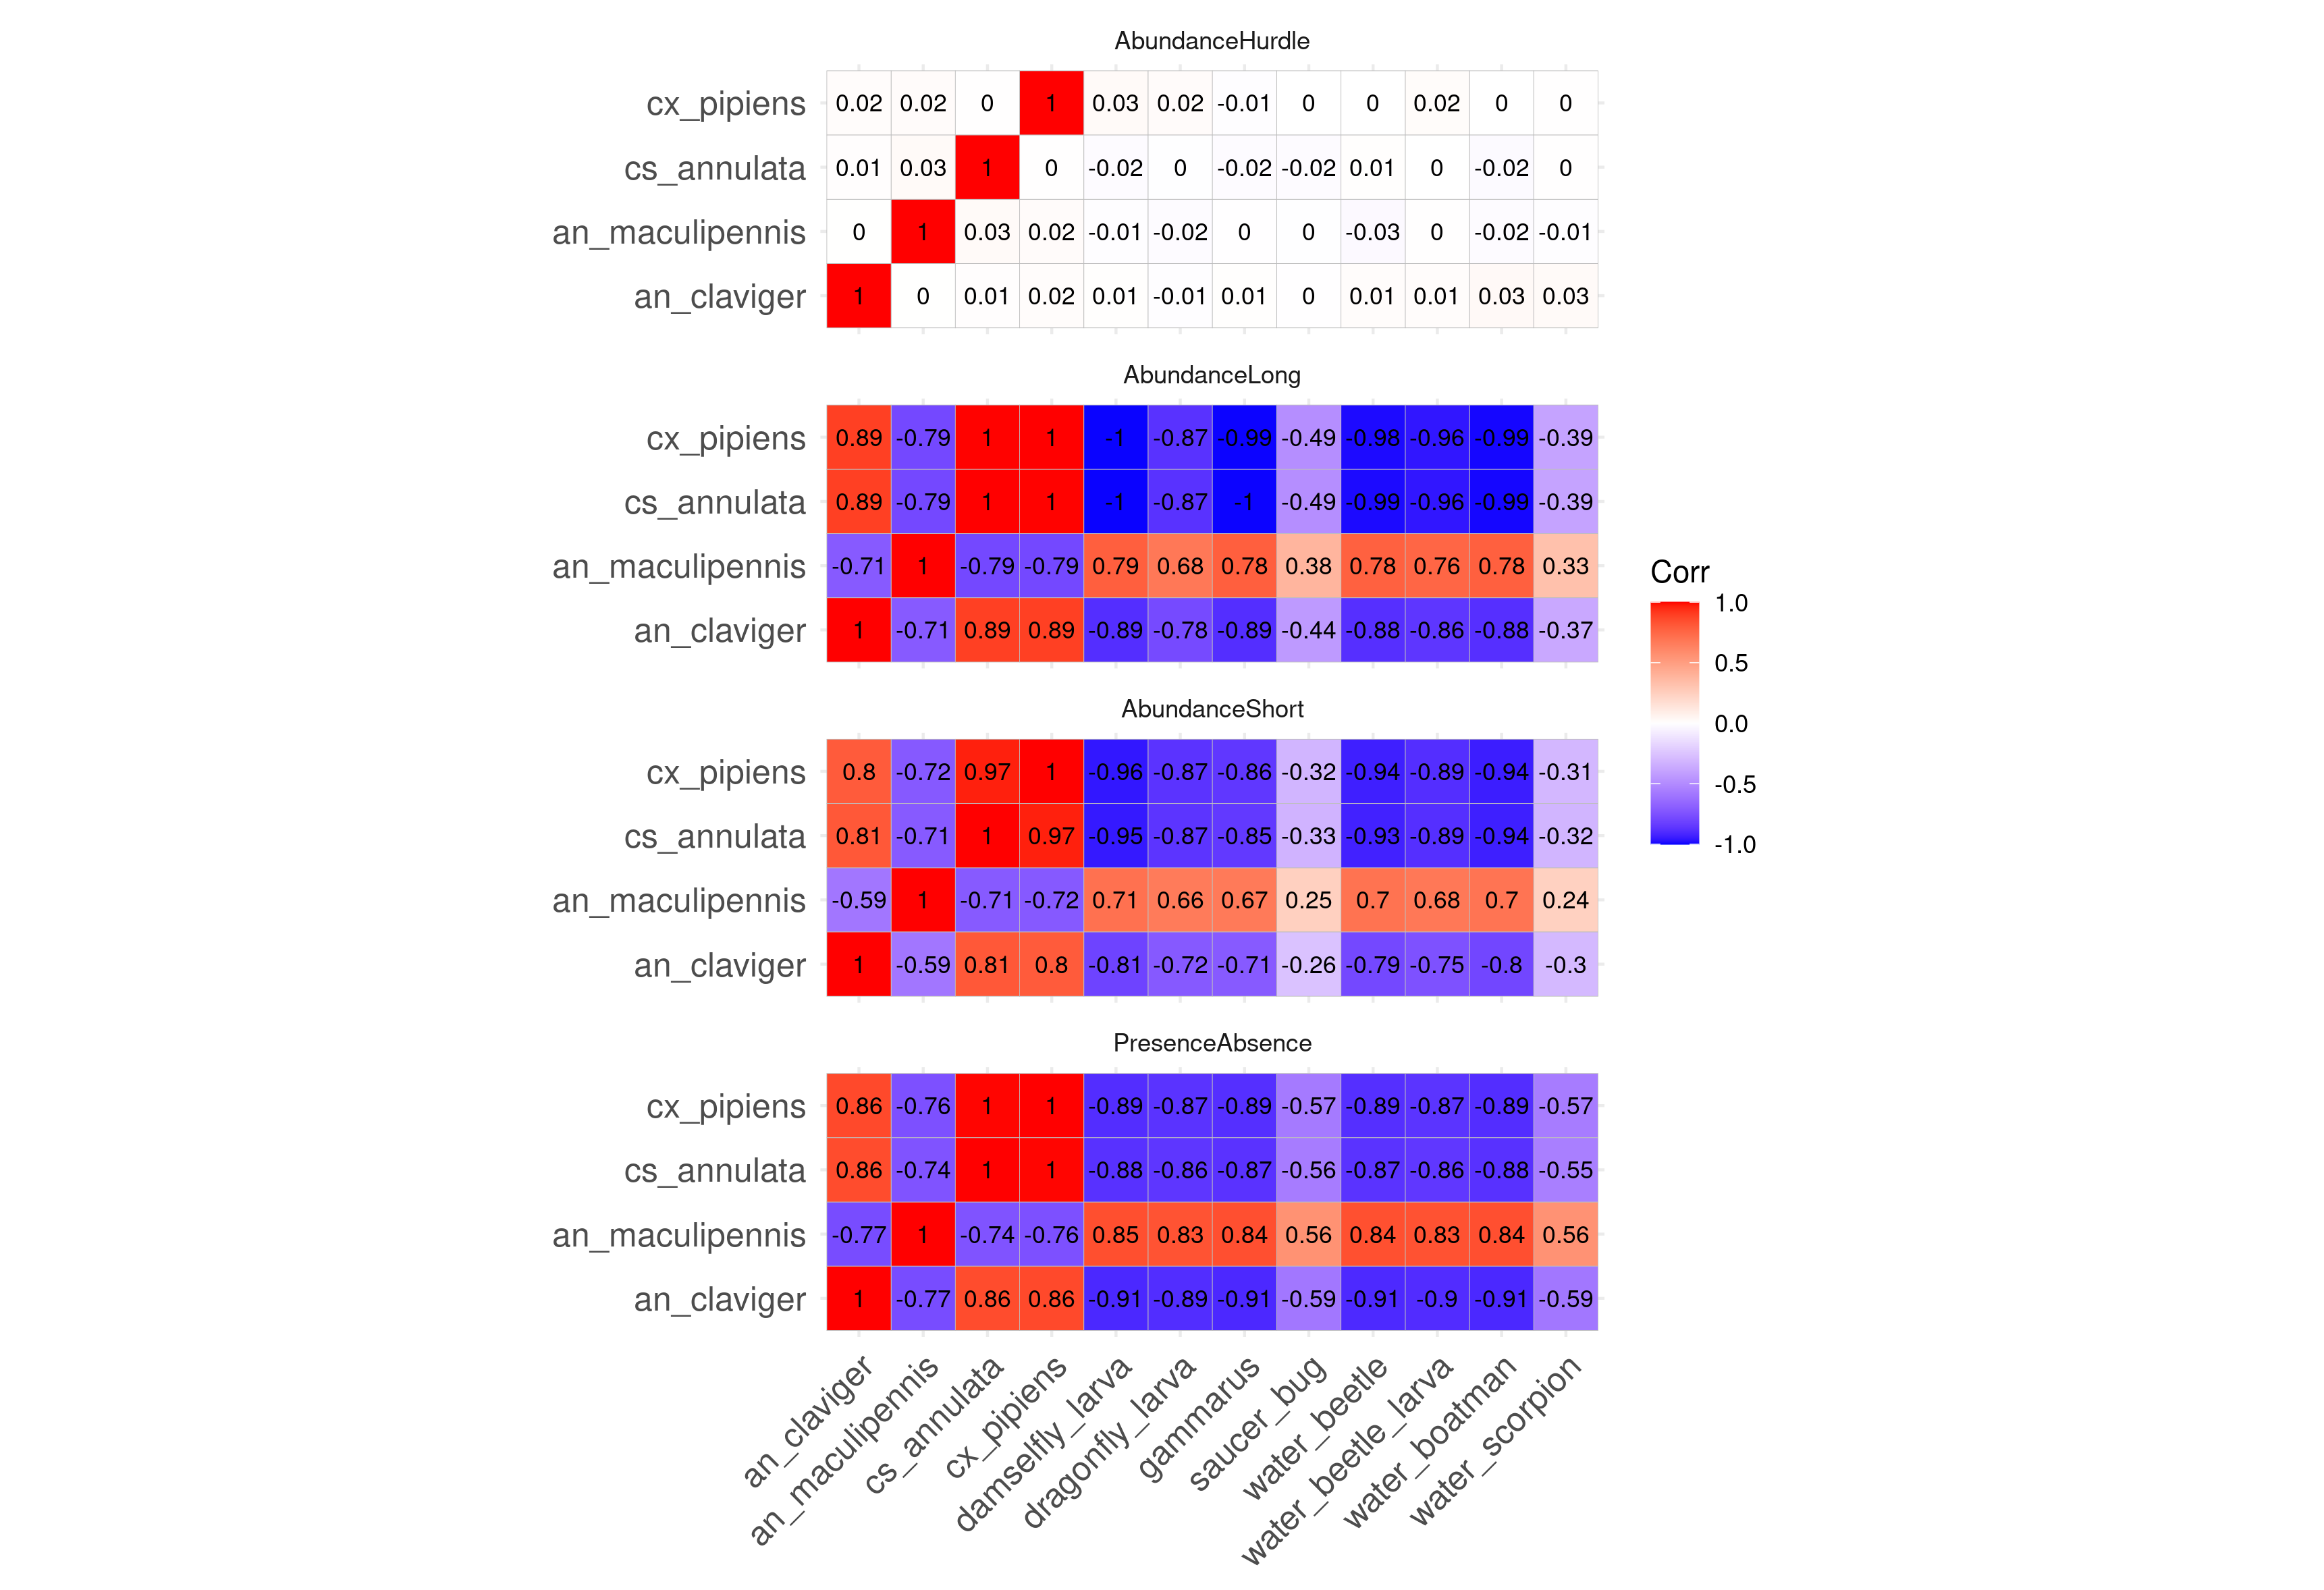 AbundanceHurdle
cx_pipiens 0.02 0.02 0 1 0.03 0.02 -0.01 0 0 0.02 0 0
cs_annulata 0.01 0.03 1 0 -0.02 0 -0.02 -0.02 0.01 0 -0.02 0
an_maculipennis 0 1 0.03 0.02 -0.01 -0.02 0 0 -0.03 0 -0.02 -0.01
an_claviger 1 0 0.01 0.02 0.01 -0.01 0.01 0 0.01 0.01 0.03 0.03
AbundanceLong
cx_pipiens 0.89 -0.79 1 1 -1 -0.87 -0.99 -0.49 -0.98 -0.96 -0.99 -0.39
cs_annulata 0.89 -0.79 1 1 -1 -0.87 -1 -0.49 -0.99 -0.96 -0.99 -0.39
an_maculipennis -0.71 1 -0.79 -0.79 0.79 0.68 0.78 0.38 0.78 0.76 0.78 0.33
an_claviger 1 -0.71 0.89 0.89 -0.89 -0.78 -0.89 -0.44 -0.88 -0.86 -0.88 -0.37
Corr
1.0
0.5
0.0
-0.5
-1.0
AbundanceShort
cx_pipiens 0.8 -0.72 0.97 1 -0.96 -0.87 -0.86 -0.32 -0.94 -0.89 -0.94 -0.31
cs_annulata 0.81 -0.71 1 0.97 -0.95 -0.87 -0.85 -0.33 -0.93 -0.89 -0.94 -0.32
an_maculipennis -0.59 1 -0.71 -0.72 0.71 0.66 0.67 0.25 0.7 0.68 0.7 0.24
an_claviger 1 -0.59 0.81 0.8 -0.81 -0.72 -0.71 -0.26 -0.79 -0.75 -0.8 -0.3
PresenceAbsence
cx_pipiens 0.86 -0.76 1 1 -0.89 -0.87 -0.89 -0.57 -0.89 -0.87 -0.89 -0.57
cs_annulata 0.86 -0.74 1 1 -0.88 -0.86 -0.87 -0.56 -0.87 -0.86 -0.88 -0.55
an_maculipennis -0.77 1 -0.74 -0.76 0.85 0.83 0.84 0.56 0.84 0.83 0.84 0.56
an_claviger 1 -0.77 0.86 0.86 -0.91 -0.89 -0.91 -0.59 -0.91 -0.9 -0.91 -0.59
an_claviger
an_maculipennis
cs_annulata
cx_pipiens
damselfly_larva
dragonfly_larva
gammarus
saucer_bug
water_beetle
water_beetle_larva
water_boatman
water_scorpion